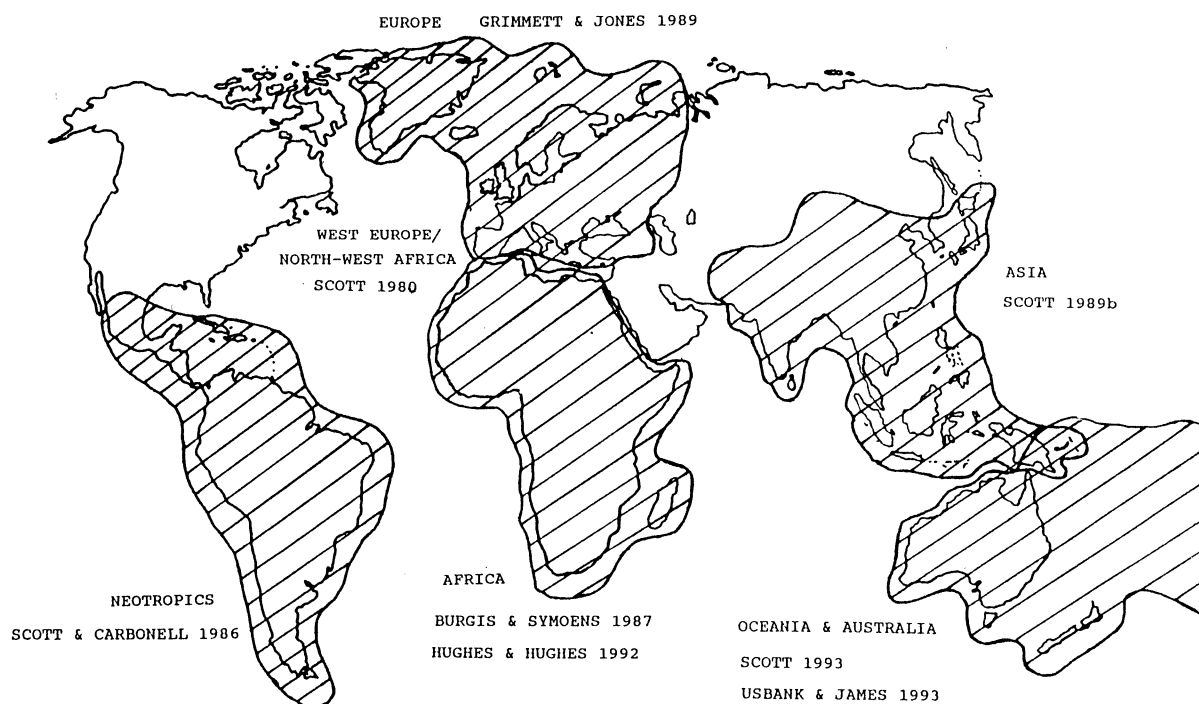 EUROPE GRIMMETT & JONES 1989
WEST EUROPE/
NORTH-WEST AFRICA
SCOTT 1980
ASIA
SCOTT 1989b
NEOTROPICS
SCOTT & CARBONELL 1986
AFRICA
BURGIS & SYMOENS 1987
HUGHES & HUGHES 1992
OCEANIA & AUSTRALIA
SCOTT 1993
USBANK & JAMES 1993